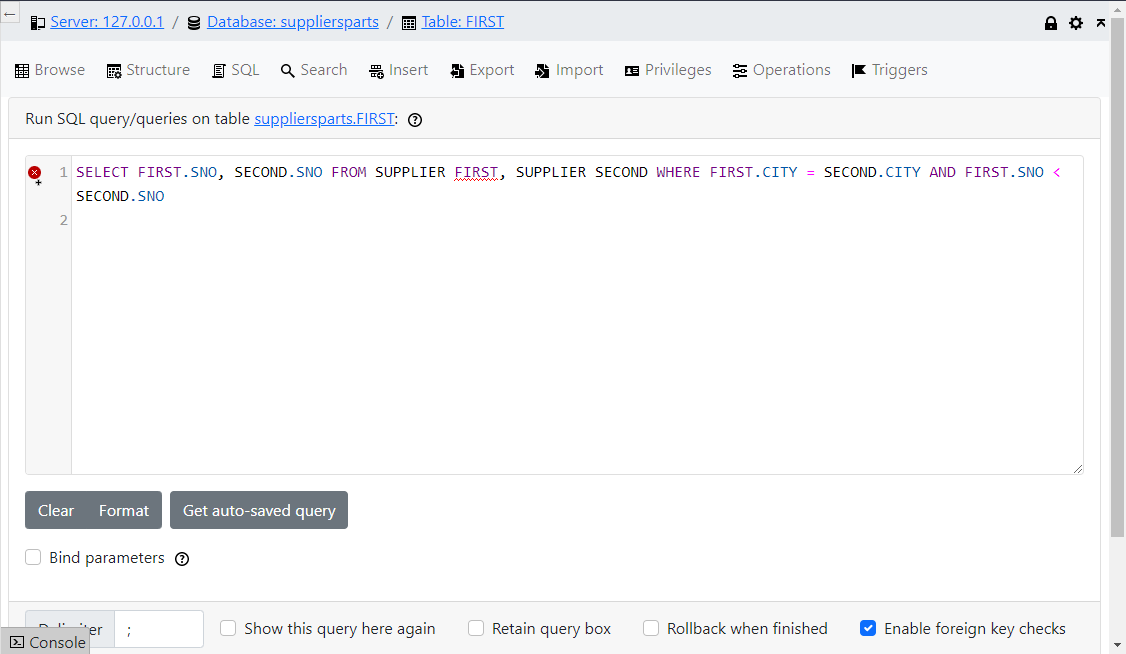 Server: 127.0.0.1 / Database: suppliersparts / Table: FIRST
Browse Structure SQL Search Insert Export Import Privileges Operations Triggers
Run SQL query/queries on table suppliersparts.FIRST:
1 SELECT FIRST.SNO, SECOND.SNO FROM SUPPLIER FIRST, SUPPLIER SECOND WHERE FIRST.CITY = SECOND.CITY AND FIRST.SNO <
SECOND.SNO
2
Clear Format Get auto-saved query
Bind parameters
; Show this query here again Retain query box Rollback when finished Enable foreign key checks
Console